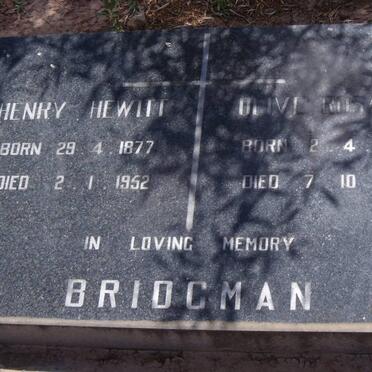 HENRY HEWITT OLIVE
BORN 29.4.1877 BORN 2.4.
DIED 2.1.1952 DIED 7 10
IN LOVING MEMORY
BRIDGMAN